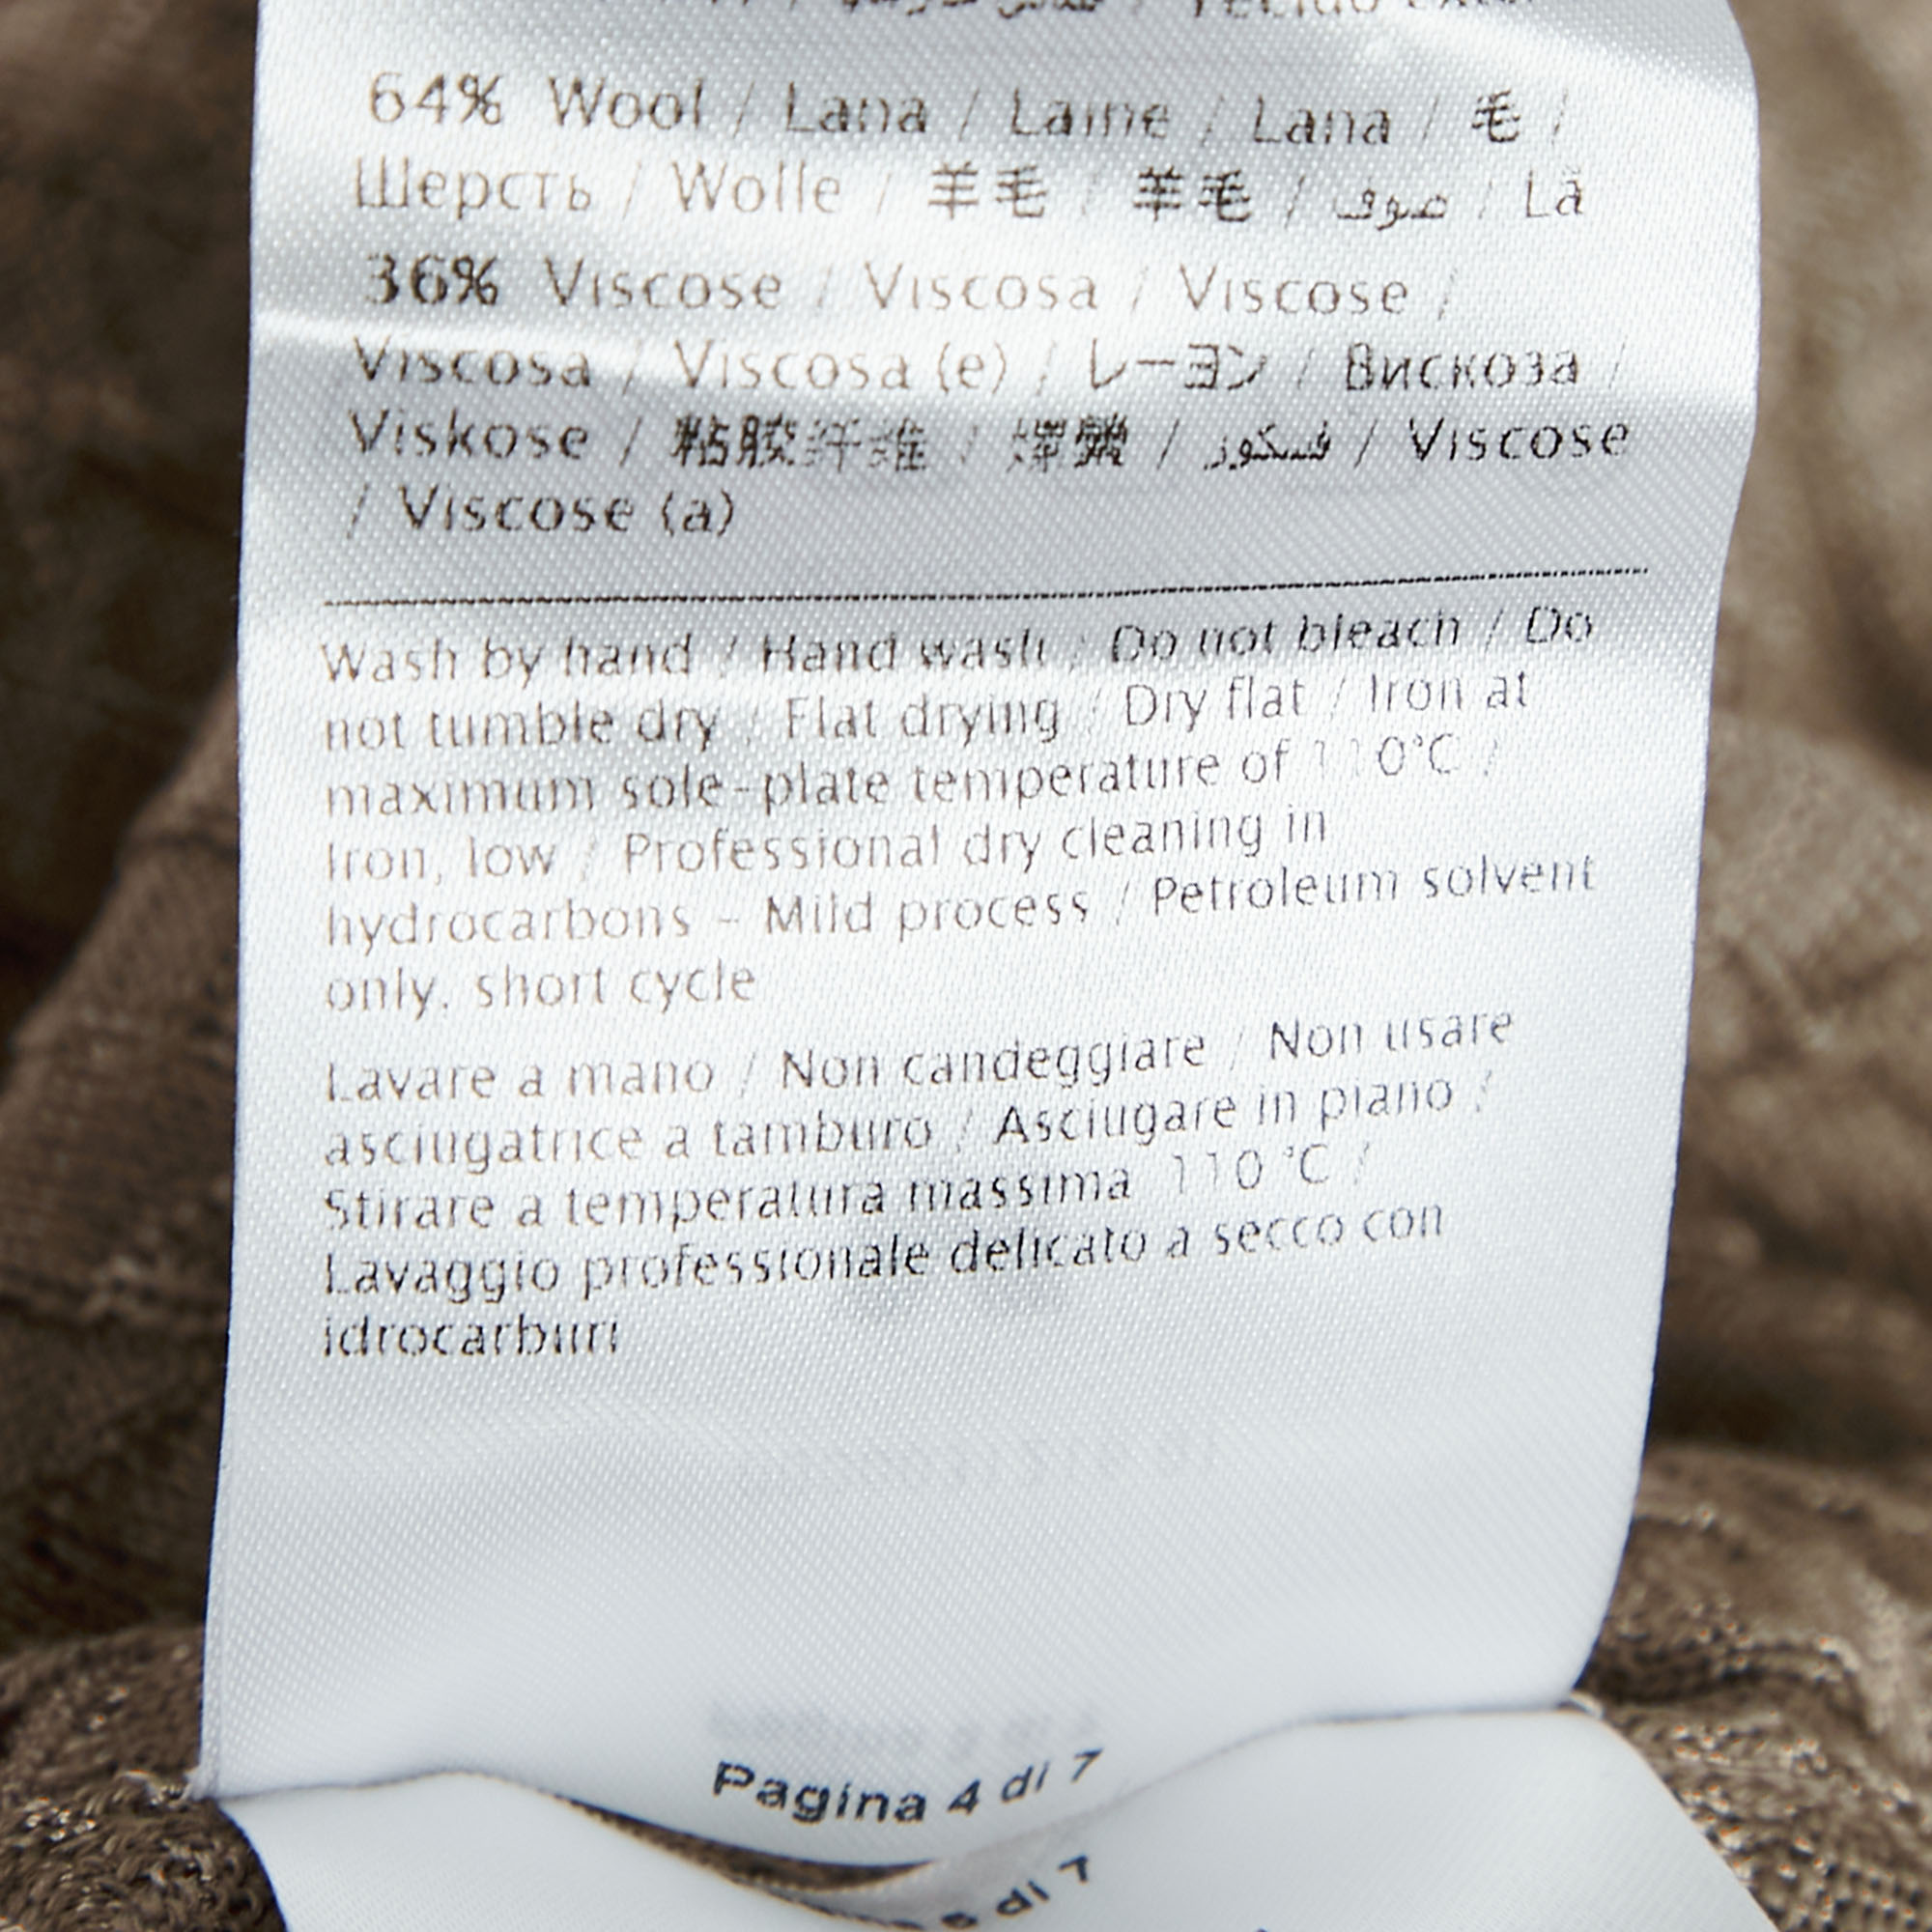 64% Wool / Lana / Laine / Lana / 毛 /
Шерсть / Wolle / 羊毛 / 羊毛 / صوف / Lã
36% Viscose / Viscosa / Viscose /
Viscosa / Viscosa (e) / レーヨン / Вискоза /
Viskose / 粘胶纤维 / 嫘縈 / فسكوز / Viscose
/ Viscose (a)
Wash by hand / Hand wash / Do not bleach / Do
not tumble dry / Flat drying / Dry flat / Iron at
maximum sole-plate temperature of 110°C /
Iron, low / Professional dry cleaning in
hydrocarbons - Mild process / Petroleum solvent
only, short cycle
Lavare a mano / Non candeggiare / Non usare
asciugatrice a tamburo / Asciugare in piano /
Stirare a temperatura massima 110 °C /
Lavaggio professionale delicato a secco con
idrocarburi
Pagina 4 di 7
di 7